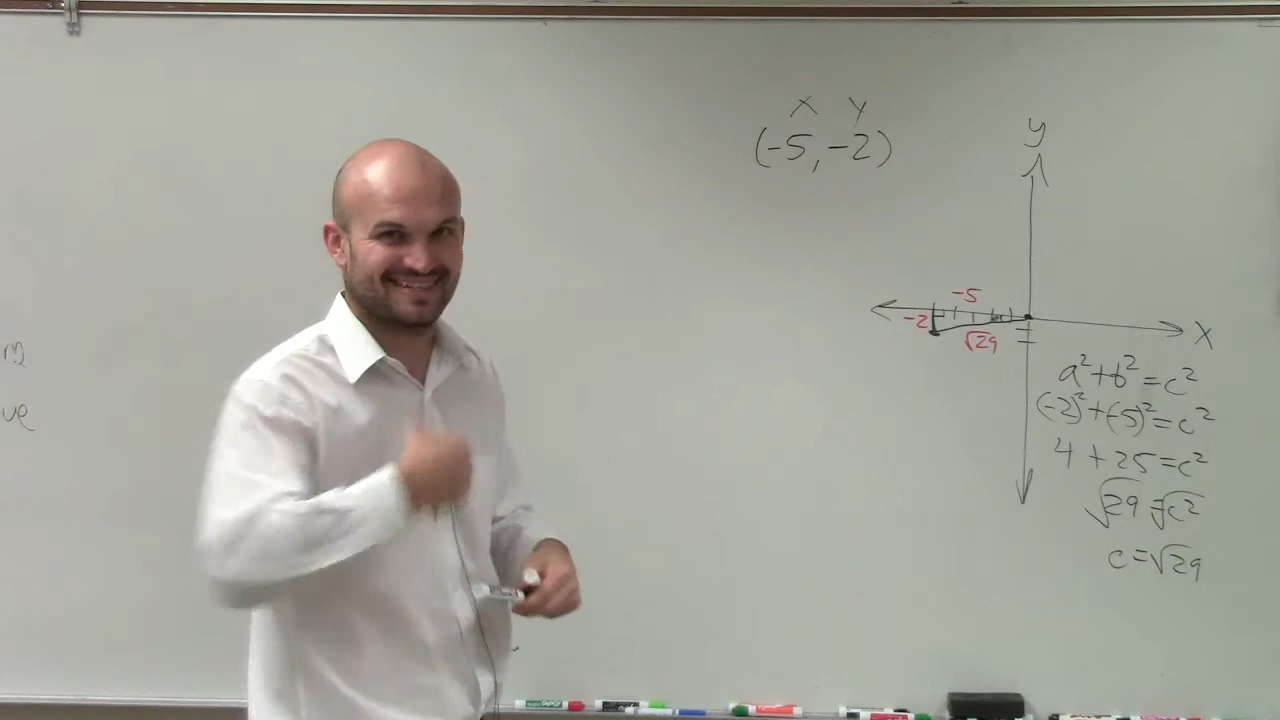 x y
(-5, -2)
y
-5
-2
√29
x
a²+b²=c²
(-2)²+(-5)²=c²
4+25=c²
√29=√c²
c=√29